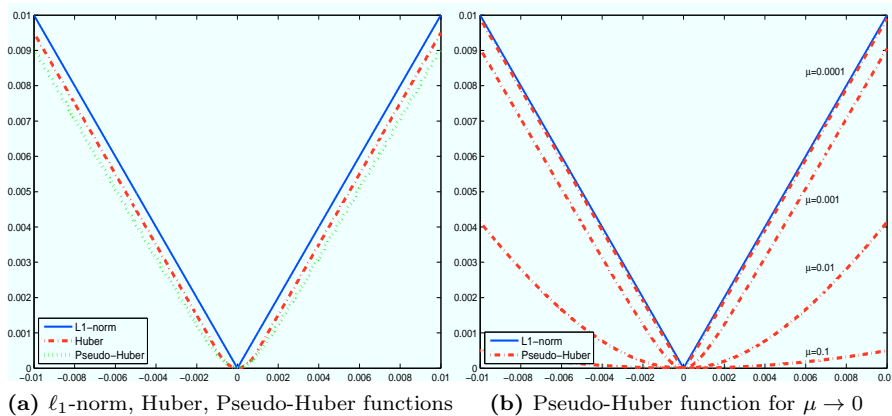 0.01
0.009
0.008
0.007
0.006
0.005
0.004
0.003
0.002
0.001
0
−0.01 −0.008 −0.006 −0.004 −0.002 0 0.002 0.004 0.006 0.008 0.01
L1−norm
Huber
Pseudo−Huber
(a) ℓ₁-norm, Huber, Pseudo-Huber functions
0.01
0.009
0.008
0.007
0.006
0.005
0.004
0.003
0.002
0.001
0
−0.01 −0.008 −0.006 −0.004 −0.002 0 0.002 0.004 0.006 0.008 0.0
μ=0.0001
μ=0.001
μ=0.01
μ=0.1
L1−norm
Pseudo−Huber
(b) Pseudo-Huber function for μ → 0